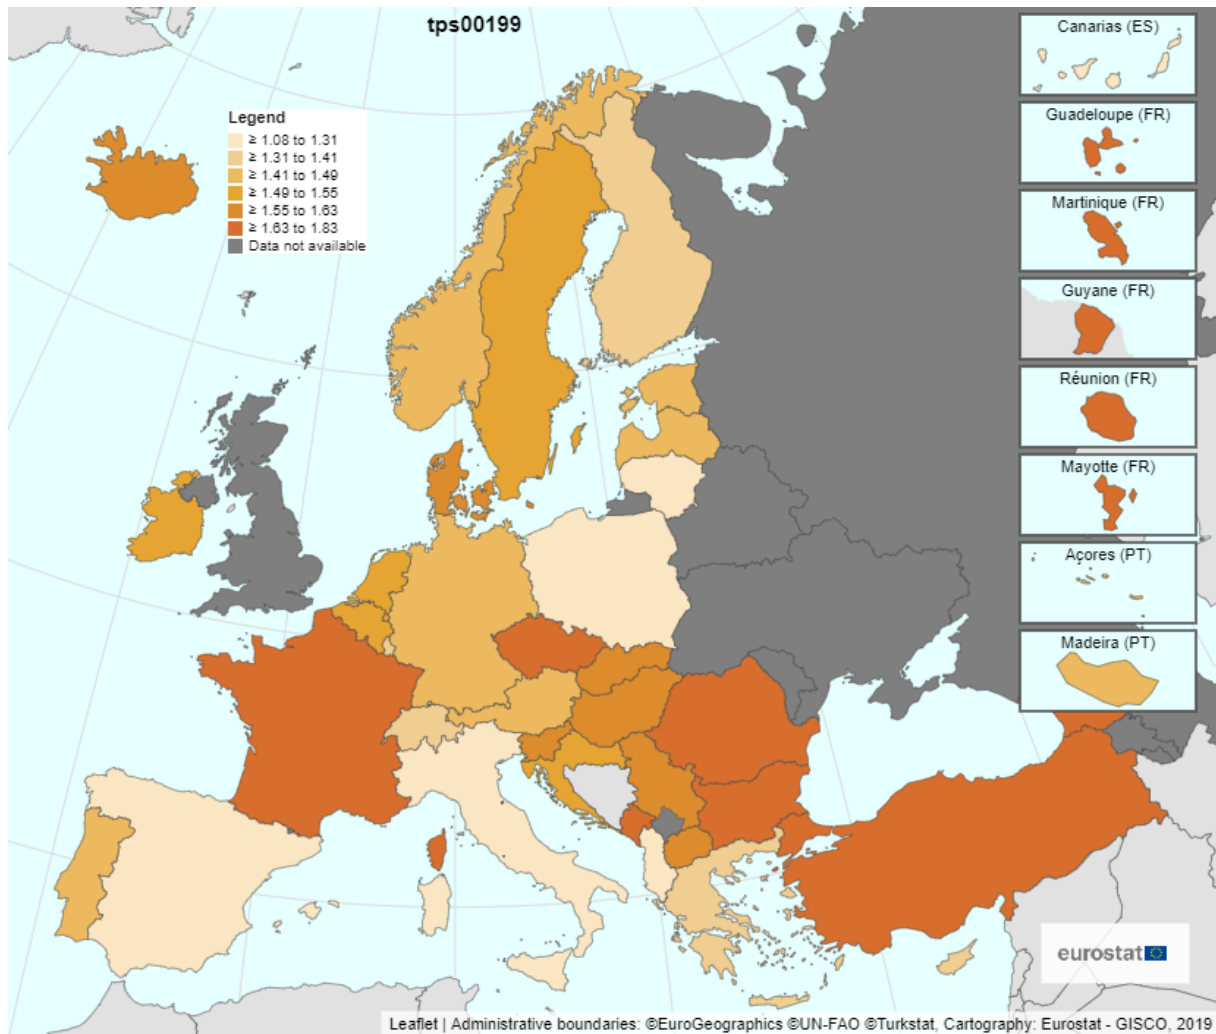 tps00199
Legend
≥ 1.08 to 1.31
≥ 1.31 to 1.41
≥ 1.41 to 1.49
≥ 1.49 to 1.55
≥ 1.55 to 1.63
≥ 1.63 to 1.83
Data not available
Canarias (ES)
Guadeloupe (FR)
Martinique (FR)
Guyane (FR)
Réunion (FR)
Mayotte (FR)
Açores (PT)
Madeira (PT)
eurostat
Leaflet | Administrative boundaries: ©EuroGeographics ©UN-FAO ©Turkstat, Cartography: Eurostat - GISCO, 2019